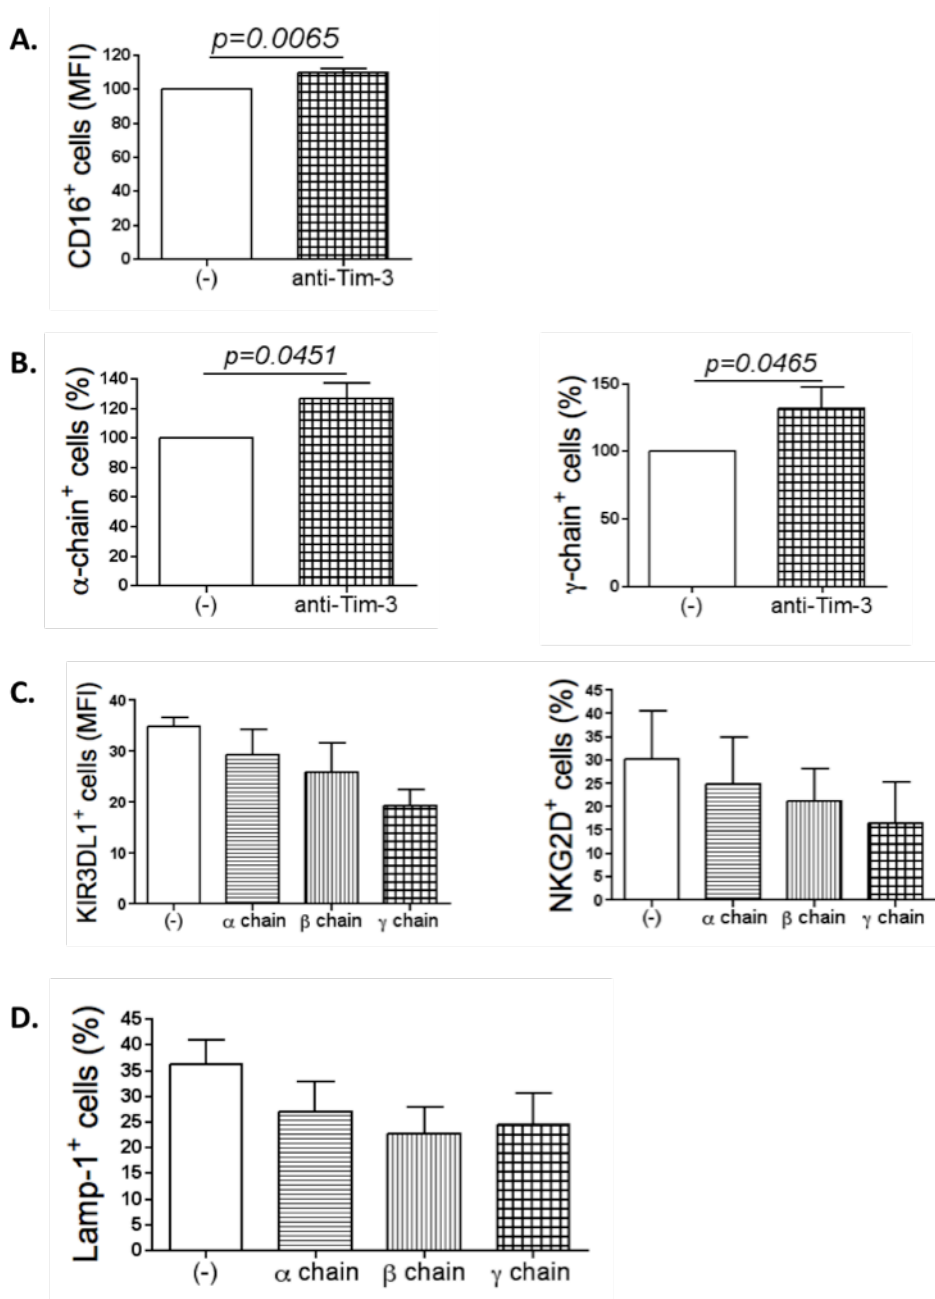 A.
p=0.0065
CD16+ cells (MFI)
120
100
80
60
40
20
0
(-) anti-Tim-3
B.
p=0.0451
α-chain+ cells (%)
140
120
100
80
60
40
20
0
(-) anti-Tim-3
p=0.0465
γ-chain+ cells (%)
150
100
50
0
(-) anti-Tim-3
C.
KIR3DL1+ cells (MFI)
40
30
20
10
0
(-) α chain β chain γ chain
NKG2D+ cells (%)
45
40
35
30
25
20
15
10
5
0
(-) α chain β chain γ chain
D.
Lamp-1+ cells (%)
45
40
35
30
25
20
15
10
5
0
(-) α chain β chain γ chain